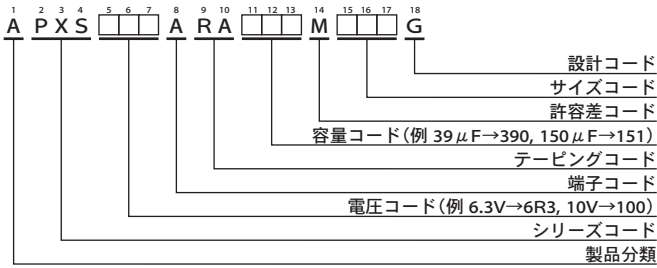 1 2 3 4 5 6 7 8 9 10 11 12 13 14 15 16 17 18
A PXS □□□ A RA □□□ M □□□ G
設計コード
サイズコード
許容差コード
容量コード(例 39μF→390, 150μF→151)
テーピングコード
端子コード
電圧コード(例 6.3V→6R3, 10V→100)
シリーズコード
製品分類